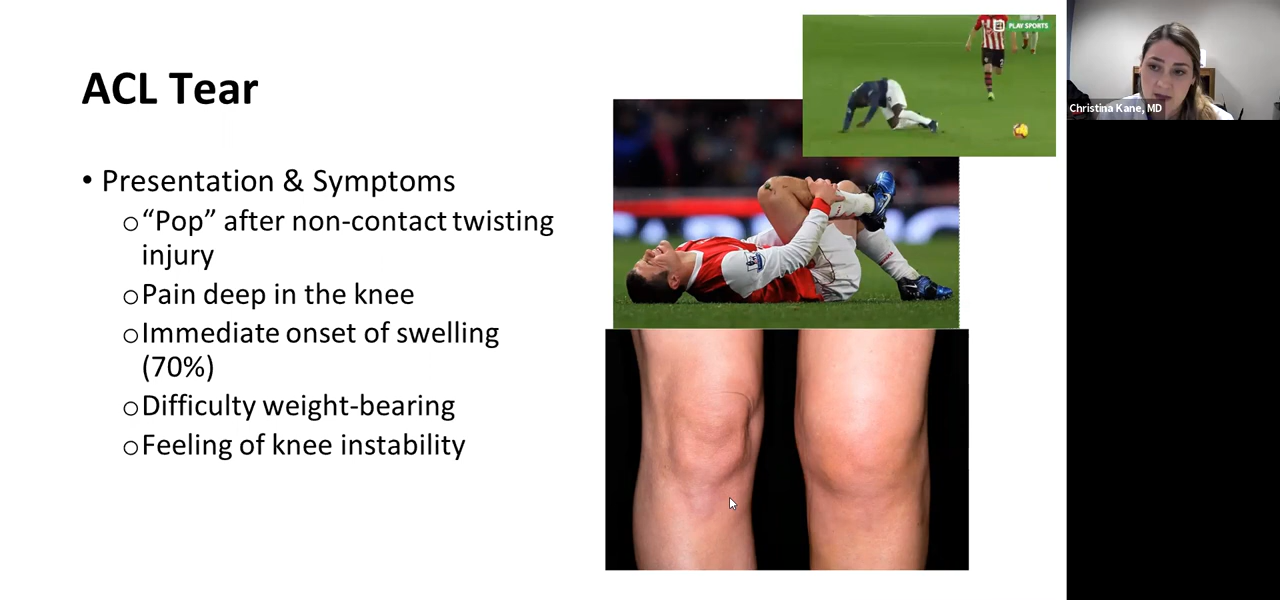 PLAY SPORTS
ACL Tear
Christina Kane, MD
• Presentation & Symptoms
○“Pop” after non-contact twisting
injury
○Pain deep in the knee
○Immediate onset of swelling
(70%)
○Difficulty weight-bearing
○Feeling of knee instability